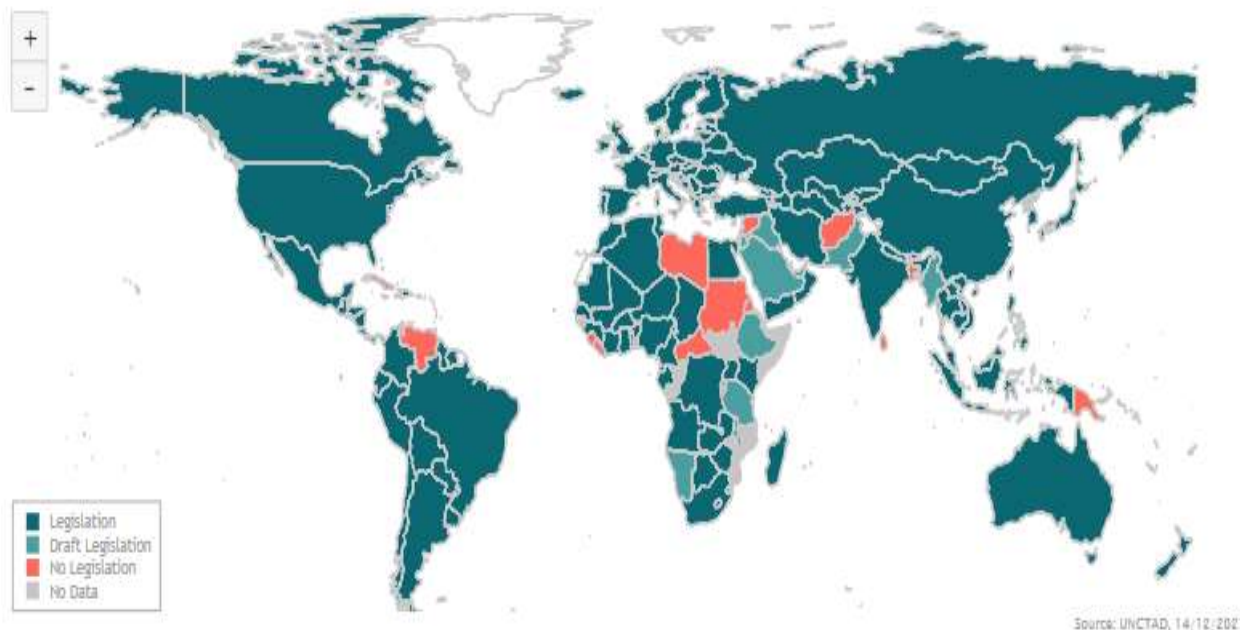 +
-
Legislation
Draft Legislation
No Legislation
No Data
Source: UNCTAD, 14/12/202